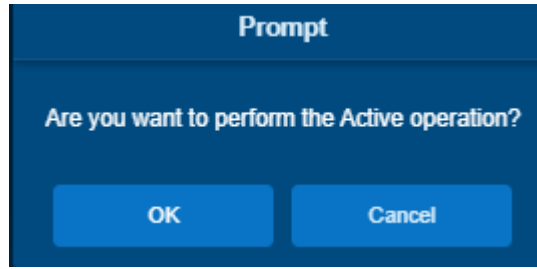 Prompt
Are you want to perform the Active operation?
OK
Cancel